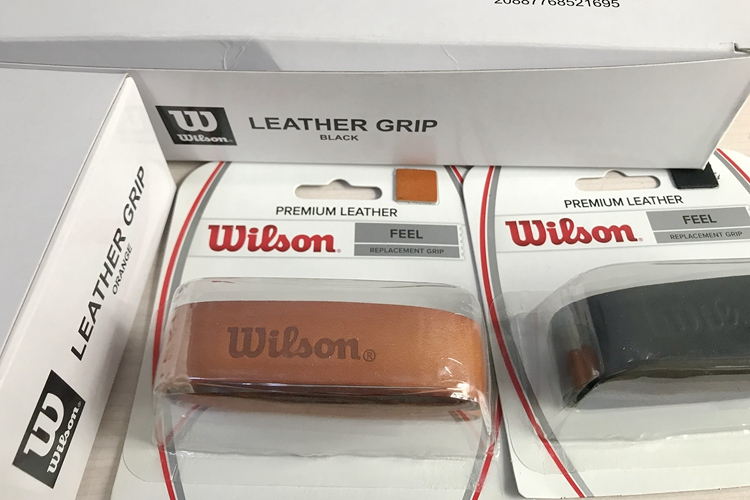 20887768521695
W
Wilson
LEATHER GRIP
BLACK
LEATHER GRIP
ORANGE
W
Wilson
PREMIUM LEATHER
Wilson
FEEL
REPLACEMENT GRIP
Wilson®
PREMIUM LEATHER
Wilson
FEEL
REPLACEMENT GRIP